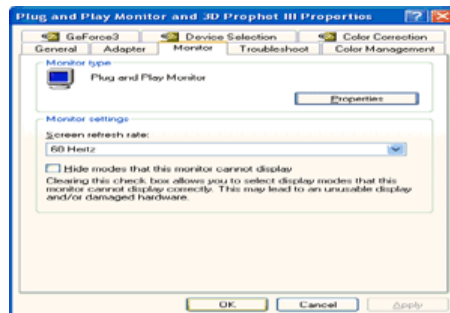 Plug and Play Monitor and 3D Prophet III Properties
GeForce3 Device Selection Color Correction
General Adapter Monitor Troubleshoot Color Management
Monitor type
Plug and Play Monitor
Properties
Monitor settings
Screen refresh rate:
60 Hertz
Hide modes that this monitor cannot display
Clearing this check box allows you to select display modes that this
monitor cannot display correctly. This may lead to an unusable display
and/or damaged hardware.
OK Cancel Apply